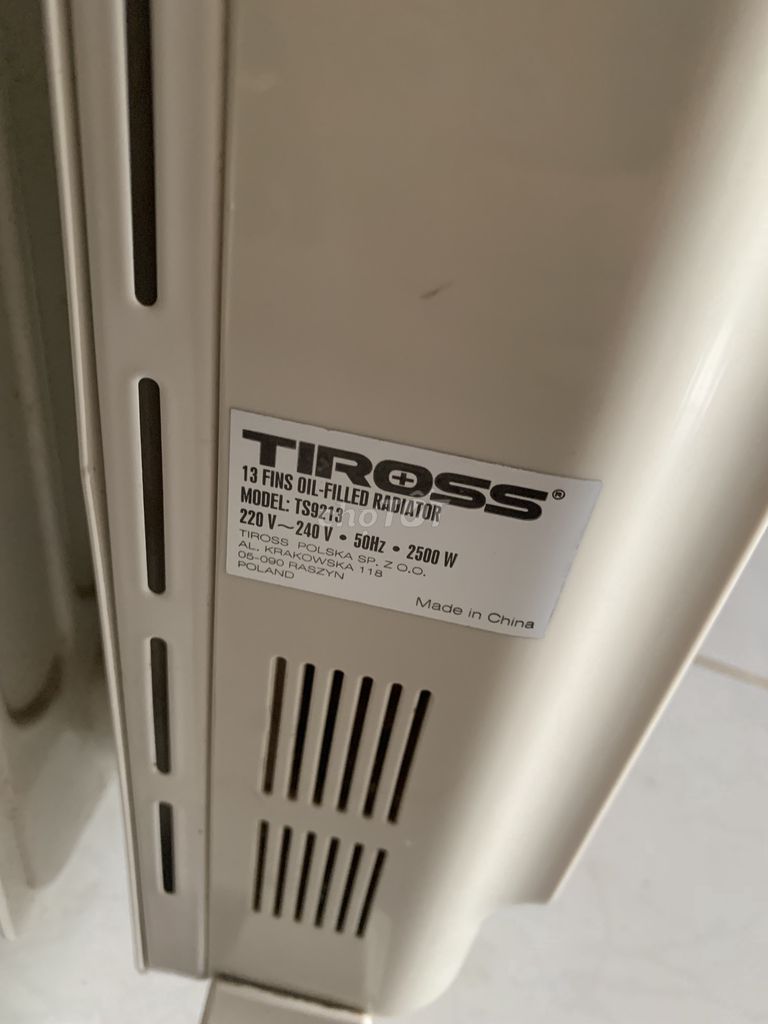 TIROSS®
13 FINS OIL-FILLED RADIATOR
MODEL: TS9213
220 V~240 V • 50Hz • 2500 W
TIROSS POLSKA SP. Z O.O.
AL. KRAKOWSKA 118
05-090 RASZYN
POLAND
Made in China